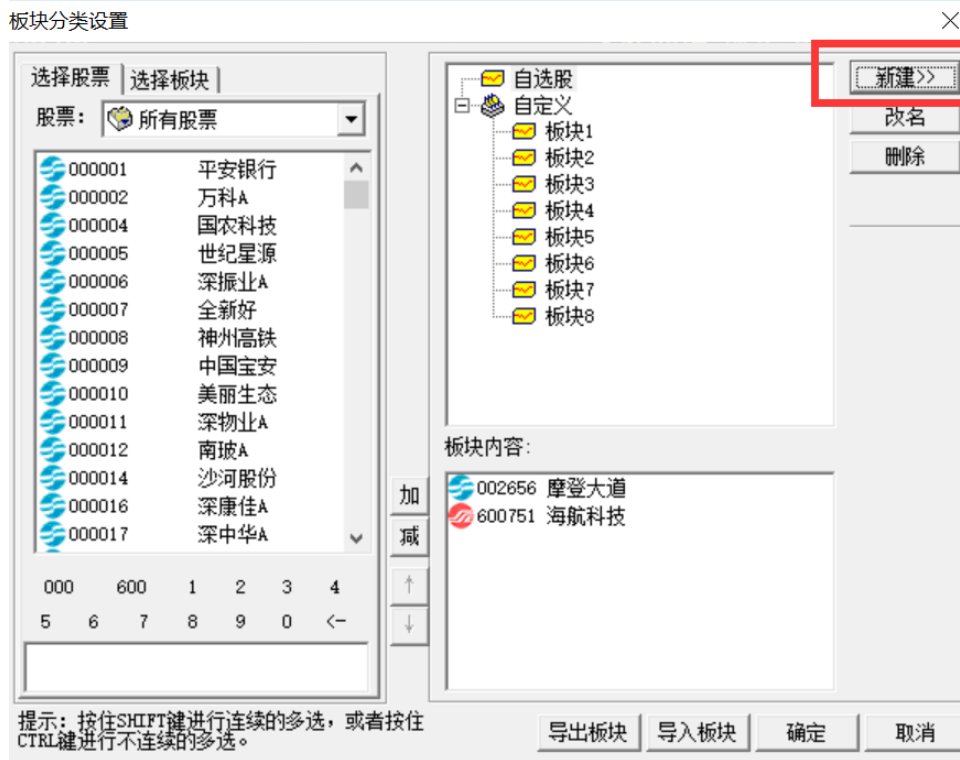 板块分类设置
选择股票 选择板块
股票： 所有股票
000001 平安银行
000002 万科A
000004 国农科技
000005 世纪星源
000006 深振业A
000007 全新好
000008 神州高铁
000009 中国宝安
000010 美丽生态
000011 深物业A
000012 南玻A
000014 沙河股份
000016 深康佳A
000017 深中华A
000 600 1 2 3 4
5 6 7 8 9 0 <-
加
减
↑
↓
自选股
自定义
板块1
板块2
板块3
板块4
板块5
板块6
板块7
板块8
板块内容：
002656 摩登大道
600751 海航科技
新建>>
改名
删除
提示：按住SHIFT键进行连续的多选，或者按住
CTRL键进行不连续的多选。
导出板块 导入板块 确定 取消